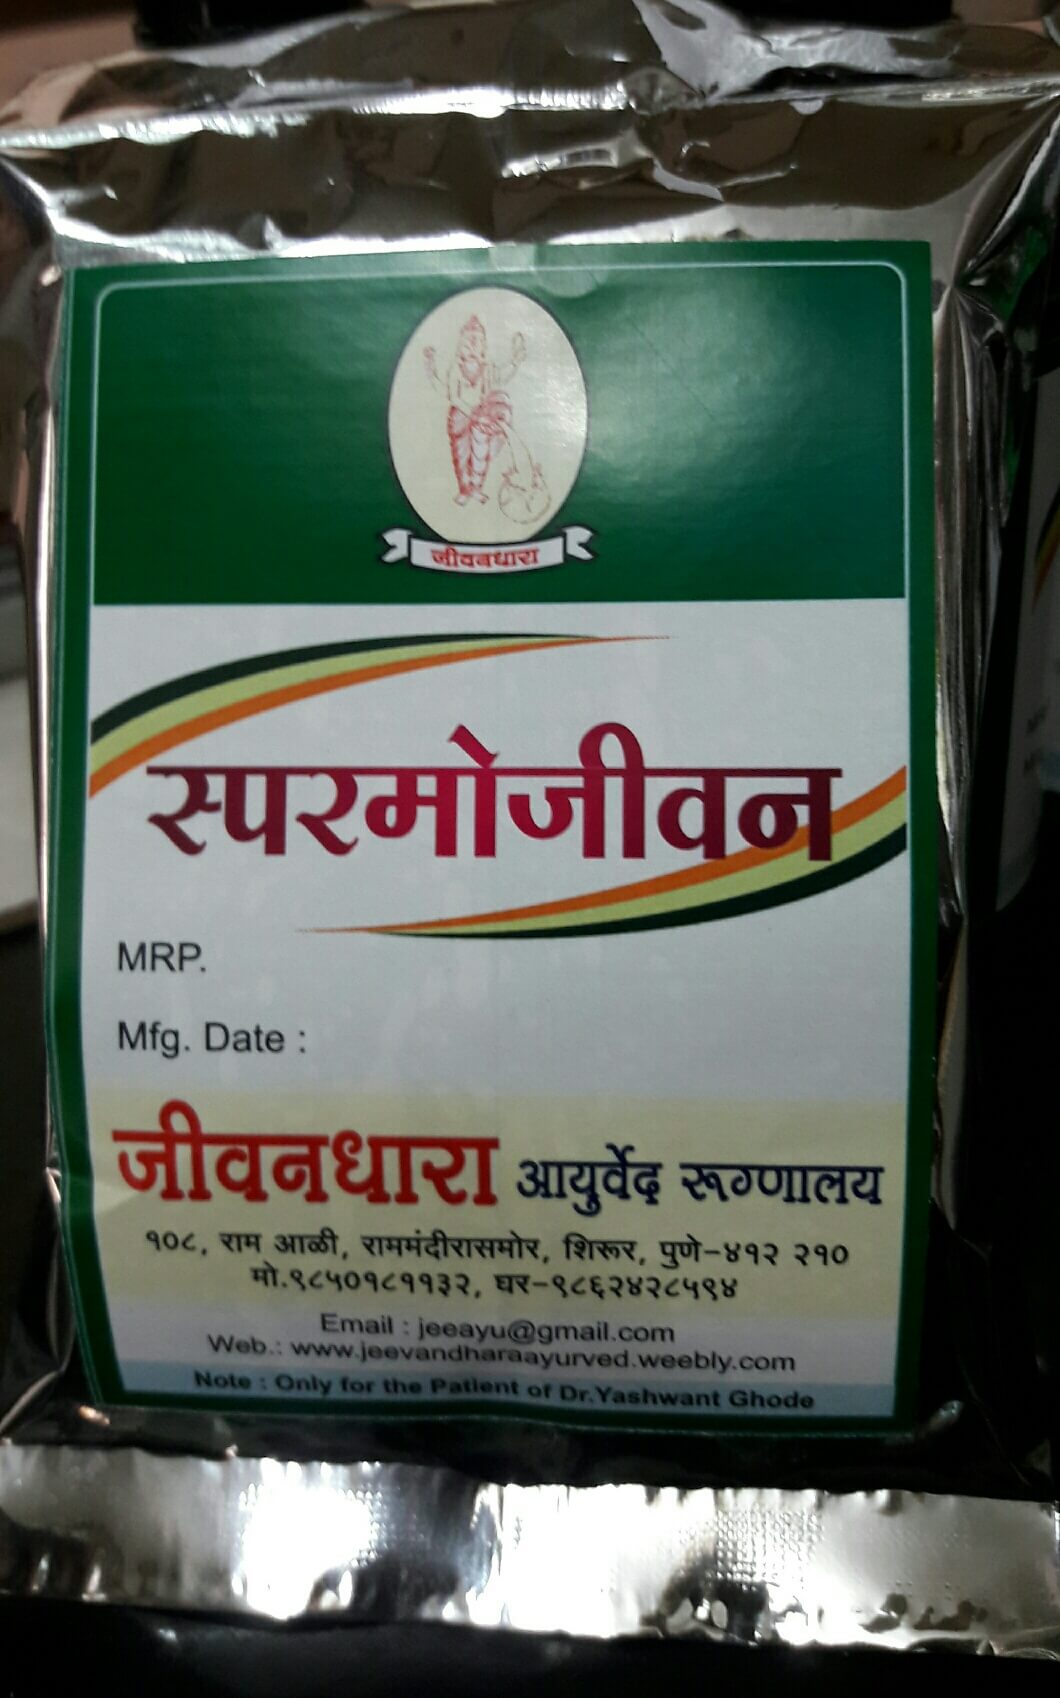 जीवनधारा
स्परमोजीवन
MRP.
Mfg. Date :
जीवनधारा आयुर्वेद रूग्णालय
१०८, राम आळी, राममंदीरासमोर, शिरूर, पुणे-४१२ २१०
मो.९८५०१८११३२, घर-९८६२४२८५९४
Email : jeeayu@gmail.com
Web.: www.jeevandharaayurved.weebly.com
Note : Only for the Patient of Dr.Yashwant Ghode